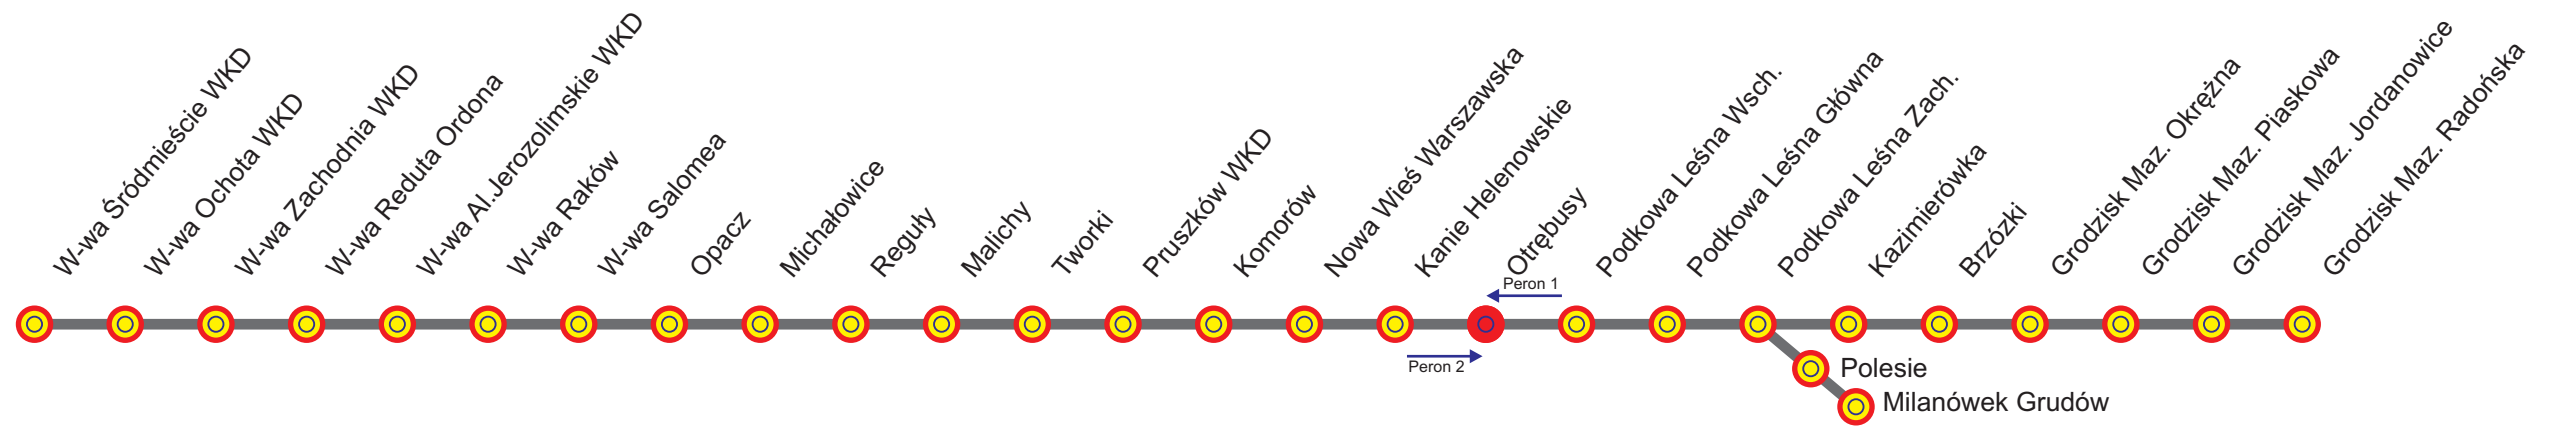 W-wa Śródmieście WKD
W-wa Ochota WKD
W-wa Zachodnia WKD
W-wa Reduta Ordona
W-wa Al.Jerozolimskie WKD
W-wa Raków
W-wa Salomea
Opacz
Michałowice
Reguły
Malichy
Tworki
Pruszków WKD
Komorów
Nowa Wieś Warszawska
Kanie Helenowskie
Otrębusy
Podkowa Leśna Wsch.
Podkowa Leśna Główna
Podkowa Leśna Zach.
Kazimierówka
Brzózki
Grodzisk Maz. Okrężna
Grodzisk Maz. Piaskowa
Grodzisk Maz. Jordanowice
Grodzisk Maz. Radońska
Peron 1
Peron 2
Polesie
Milanówek Grudów